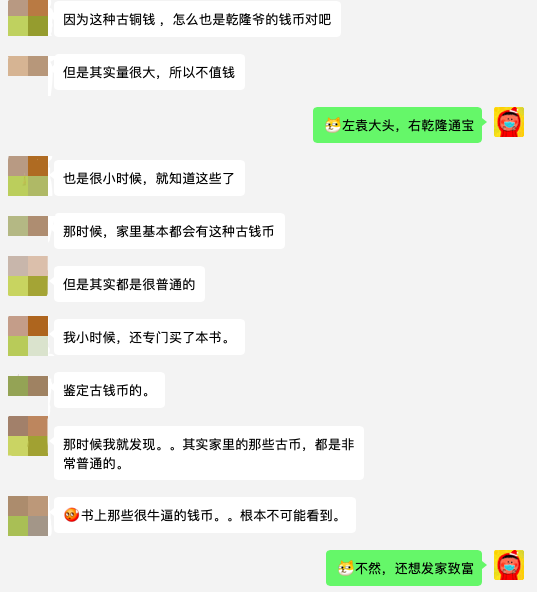 因为这种古铜钱 ，怎么也是乾隆爷的钱币对吧
但是其实量很大，所以不值钱
左袁大头，右乾隆通宝
也是很小时候，就知道这些了
那时候，家里基本都会有这种古钱币
但是其实都是很普通的
我小时候，还专门买了本书。
鉴定古钱币的。
那时候我就发现。。其实家里的那些古币，都是非
常普通的。
书上那些很牛逼的钱币。。根本不可能看到。
不然，还想发家致富